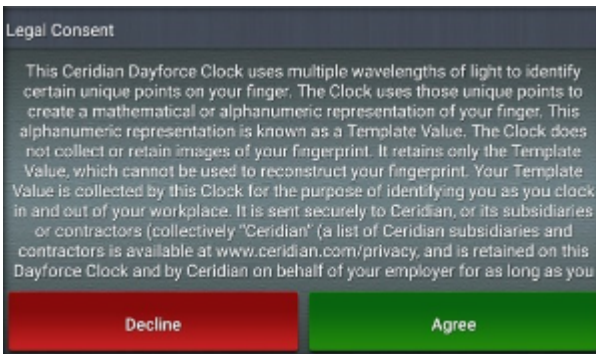 Legal Consent
This Ceridian Dayforce Clock uses multiple wavelengths of light to identify
certain unique points on your finger. The Clock uses those unique points to
create a mathematical or alphanumeric representation of your finger. This
alphanumeric representation is known as a Template Value. The Clock does
not collect or retain images of your fingerprint. It retains only the Template
Value, which cannot be used to reconstruct your fingerprint. Your Template
Value is collected by this Clock for the purpose of identifying you as you clock
in and out of your workplace. It is sent securely to Ceridian, or its subsidiaries
or contractors (collectively "Ceridian" (a list of Ceridian subsidiaries and
contractors is available at www.ceridian.com/privacy, and is retained on this
Dayforce Clock and by Ceridian on behalf of your employer for as long as you
Decline
Agree